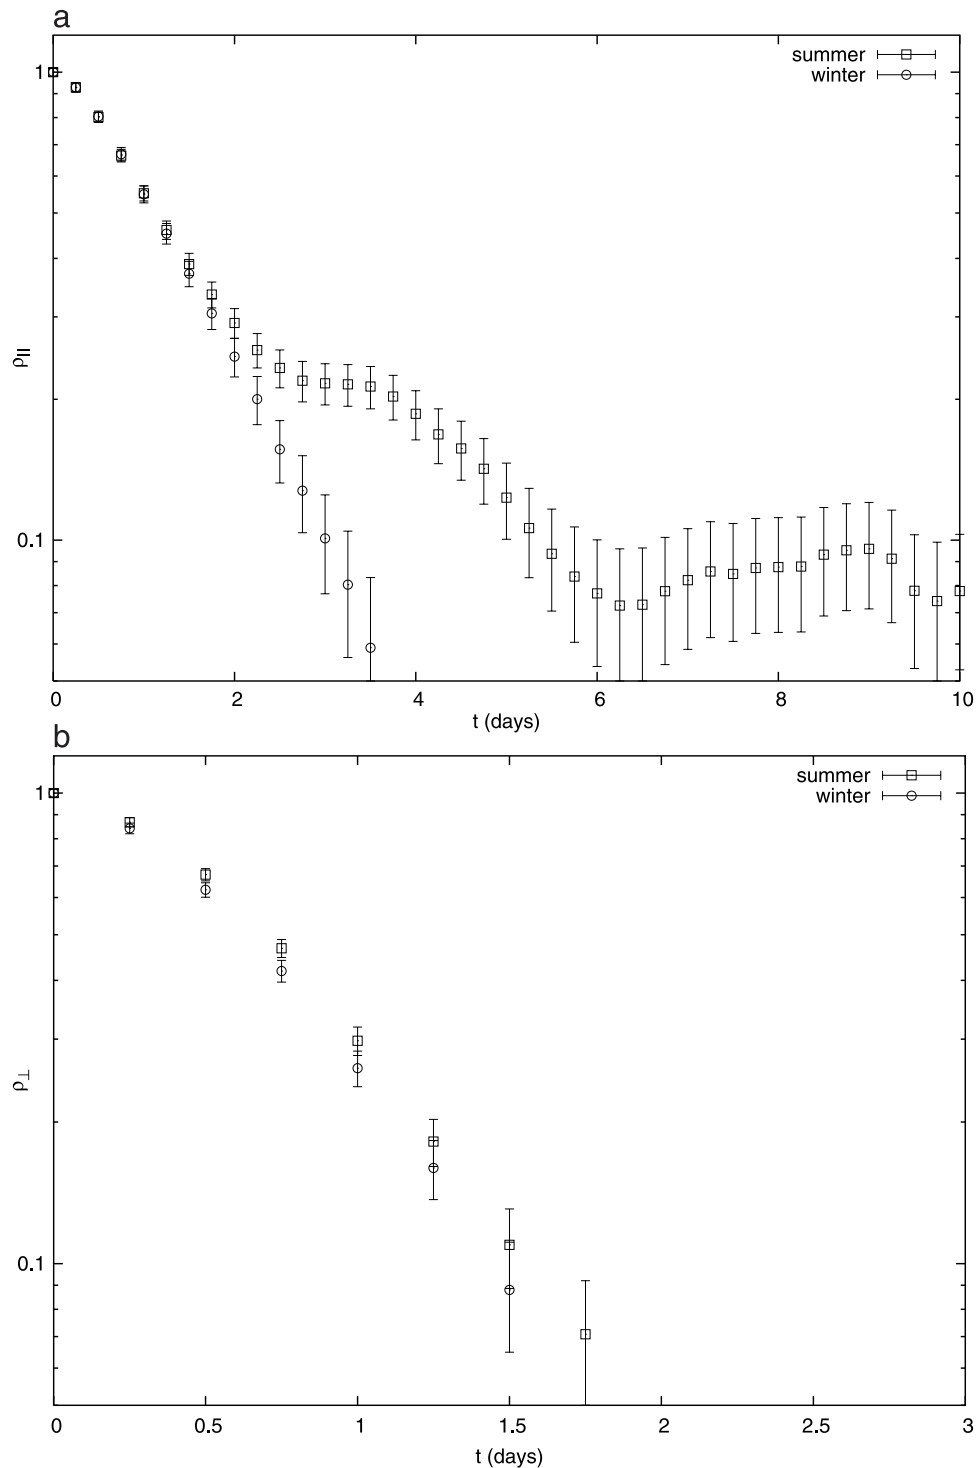 a
summer
winter
1
0.1
ρ||
0 2 4 6 8 10
t (days)
b
summer
winter
1
0.1
ρ⊥
0 0.5 1 1.5 2 2.5 3
t (days)